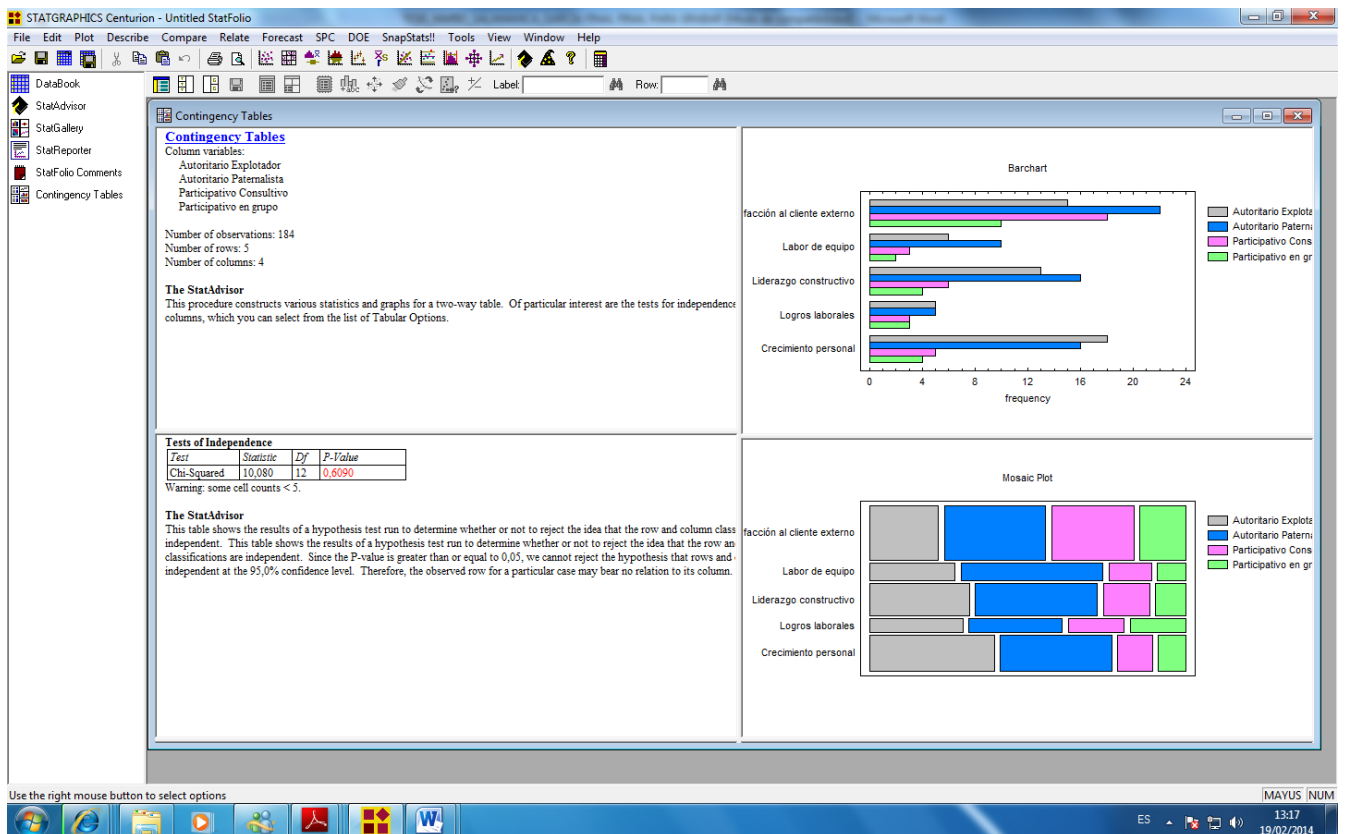 STATGRAPHICS Centurion - Untitled StatFolio
File Edit Plot Describe Compare Relate Forecast SPC DOE SnapStats!! Tools View Window Help
Label: Row:
DataBook
StatAdvisor
StatGallery
StatReporter
StatFolio Comments
Contingency Tables
Contingency Tables
Contingency Tables
Column variables:
Autoritario Explotador
Autoritario Paternalista
Participativo Consultivo
Participativo en grupo
Number of observations: 184
Number of rows: 5
Number of columns: 4
The StatAdvisor
This procedure constructs various statistics and graphs for a two-way table. Of particular interest are the tests for independence
columns, which you can select from the list of Tabular Options.
Barchart
facción al cliente externo
Labor de equipo
Liderazgo constructivo
Logros laborales
Crecimiento personal
0 4 8 12 16 20 24
frequency
Autoritario Explota
Autoritario Paterna
Participativo Cons
Participativo en gr
Tests of Independence
Test Statistic Df P-Value
Chi-Squared 10,080 12 0,6090
Warning: some cell counts < 5.
The StatAdvisor
This table shows the results of a hypothesis test run to determine whether or not to reject the idea that the row and column class
independent. This table shows the results of a hypothesis test run to determine whether or not to reject the idea that the row an
classifications are independent. Since the P-value is greater than or equal to 0,05, we cannot reject the hypothesis that rows and
independent at the 95,0% confidence level. Therefore, the observed row for a particular case may bear no relation to its column.
Mosaic Plot
facción al cliente externo
Labor de equipo
Liderazgo constructivo
Logros laborales
Crecimiento personal
Autoritario Explota
Autoritario Paterna
Participativo Cons
Participativo en gr
Use the right mouse button to select options
MAYUS NUM
ES
13:17
19/02/2014